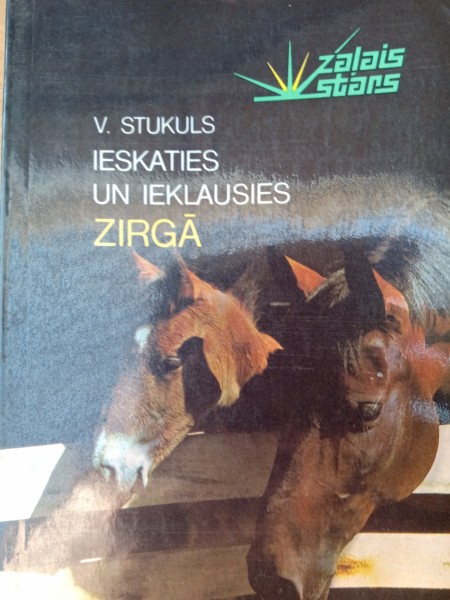 zaļais
stars
V. STUKULS
IESKATIES
UN IEKLAUSIES
ZIRGĀ